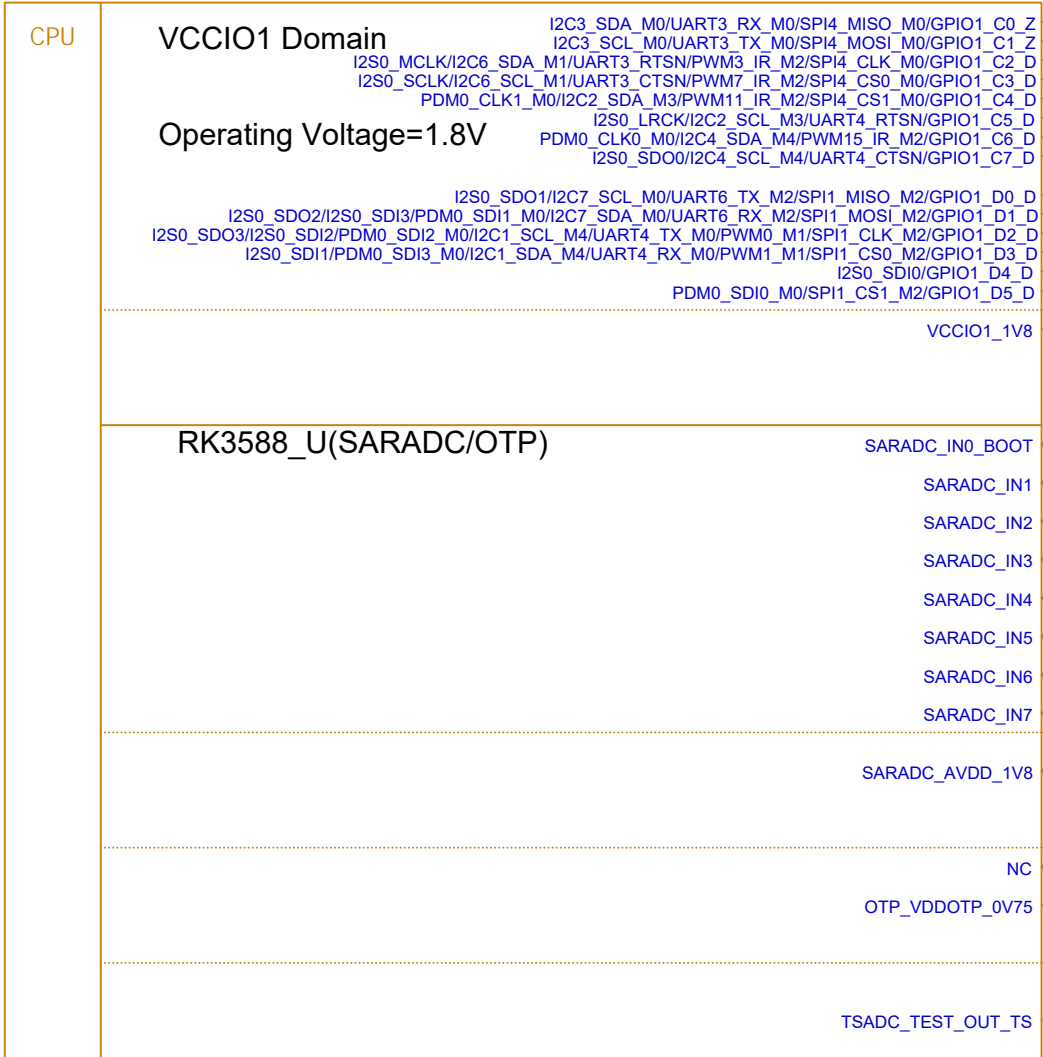 CPU
VCCIO1 Domain
Operating Voltage=1.8V
I2C3_SDA_M0/UART3_RX_M0/SPI4_MISO_M0/GPIO1_C0_Z
I2C3_SCL_M0/UART3_TX_M0/SPI4_MOSI_M0/GPIO1_C1_Z
I2S0_MCLK/I2C6_SDA_M1/UART3_RTSN/PWM3_IR_M2/SPI4_CLK_M0/GPIO1_C2_D
I2S0_SCLK/I2C6_SCL_M1/UART3_CTSN/PWM7_IR_M2/SPI4_CS0_M0/GPIO1_C3_D
PDM0_CLK1_M0/I2C2_SDA_M3/PWM11_IR_M2/SPI4_CS1_M0/GPIO1_C4_D
I2S0_LRCK/I2C2_SCL_M3/UART4_RTSN/GPIO1_C5_D
PDM0_CLK0_M0/I2C4_SDA_M4/PWM15_IR_M2/GPIO1_C6_D
I2S0_SDO0/I2C4_SCL_M4/UART4_CTSN/GPIO1_C7_D
I2S0_SDO1/I2C7_SCL_M0/UART6_TX_M2/SPI1_MISO_M2/GPIO1_D0_D
I2S0_SDO2/I2S0_SDI3/PDM0_SDI1_M0/I2C7_SDA_M0/UART6_RX_M2/SPI1_MOSI_M2/GPIO1_D1_D
I2S0_SDO3/I2S0_SDI2/PDM0_SDI2_M0/I2C1_SCL_M4/UART4_TX_M0/PWM0_M1/SPI1_CLK_M2/GPIO1_D2_D
I2S0_SDI1/PDM0_SDI3_M0/I2C1_SDA_M4/UART4_RX_M0/PWM1_M1/SPI1_CS0_M2/GPIO1_D3_D
I2S0_SDI0/GPIO1_D4_D
PDM0_SDI0_M0/SPI1_CS1_M2/GPIO1_D5_D
VCCIO1_1V8
RK3588_U(SARADC/OTP)
SARADC_IN0_BOOT
SARADC_IN1
SARADC_IN2
SARADC_IN3
SARADC_IN4
SARADC_IN5
SARADC_IN6
SARADC_IN7
SARADC_AVDD_1V8
NC
OTP_VDDOTP_0V75
TSADC_TEST_OUT_TS